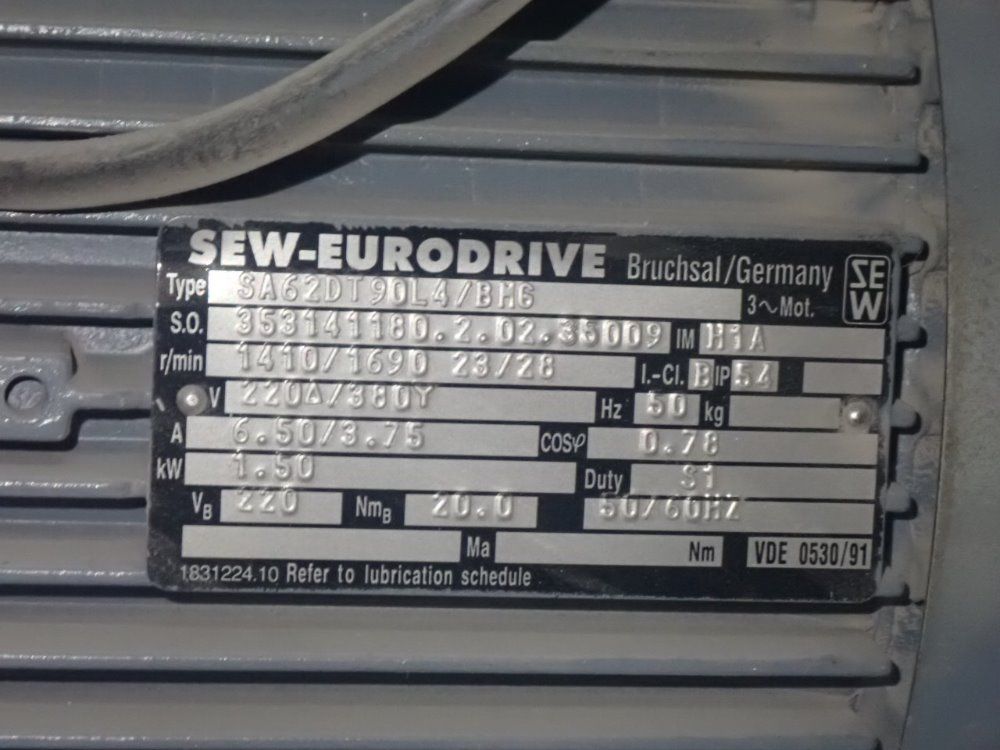 SEW-EURODRIVE Bruchsal/Germany SEW
Type SA62DT90L4/BMG 3~Mot.
S.O. 353141180.2.02.35009 IM H1A
r/min 1410/1690 23/28 I.-Cl. B IP 54
V 220Δ/380Y Hz 50 kg
A 6.50/3.75 cosφ 0.78
kW 1.50 Duty S1
VB 220 NmB 20.0 50/60HZ
Ma Nm VDE 0530/91
1831224.10 Refer to lubrication schedule